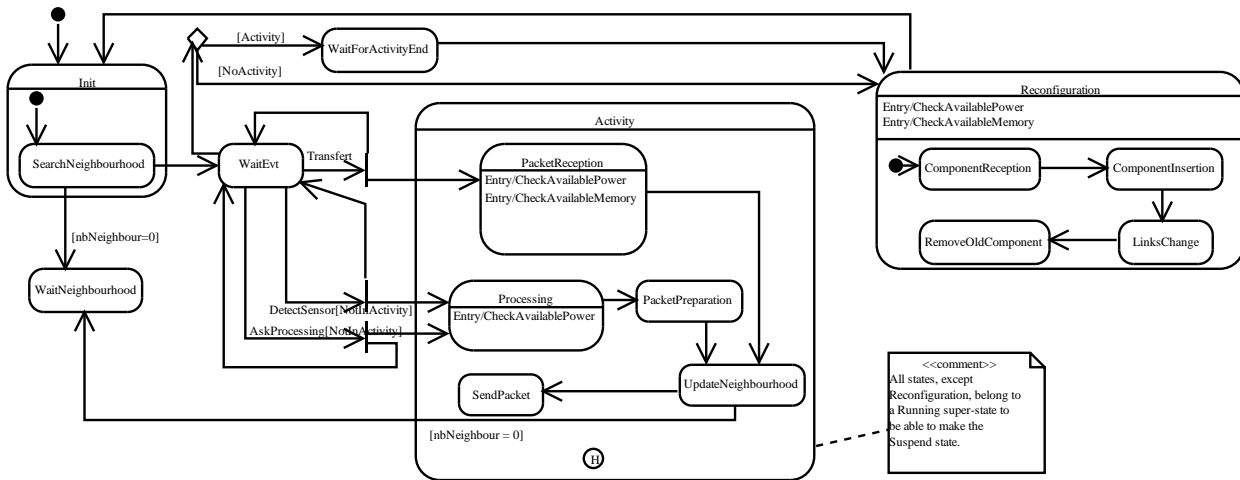 [Activity]
WaitForActivityEnd
[NoActivity]
Init
Reconfiguration
Entry/CheckAvailablePower
Entry/CheckAvailableMemory
Activity
SearchNeighbourhood
WaitEvt
Transfert
PacketReception
Entry/CheckAvailablePower
Entry/CheckAvailableMemory
ComponentReception
ComponentInsertion
[nbNeighbour=0]
RemoveOldComponent
LinksChange
WaitNeighbourhood
DetectSensor[NotInActivity]
Processing
Entry/CheckAvailablePower
PacketPreparation
AskProcessing[NotInActivity]
SendPacket
UpdateNeighbourhood
[nbNeighbour = 0]
H
<<comment>>
All states, except
Reconfiguration, belong to
a Running super-state to
be able to make the
Suspend state.